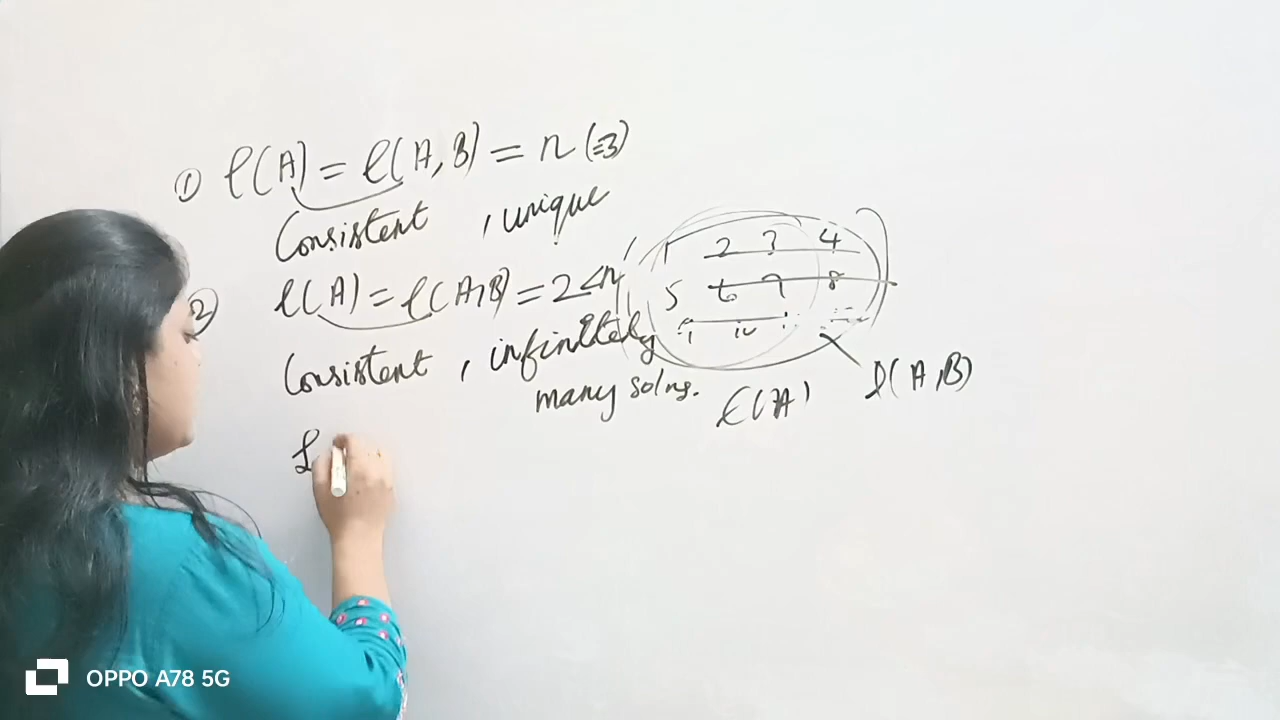 ① ρ(A) = ρ(A, B) = n (=3)
Consistent , unique
② ρ(A) = ρ(A,B) = 2 < n
Consistent , infinitely
many solns.
1 2 3 4
5 6 7 8
ρ(A)
ρ(A, B)
OPPO A78 5G